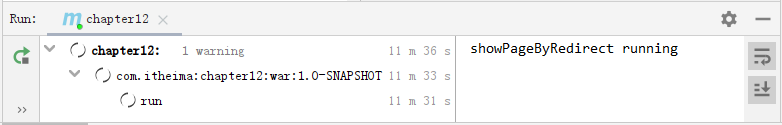 Run: chapter12
chapter12: 1 warning 11 m 36 s
com.itheima:chapter12:war:1.0-SNAPSHOT 11 m 33 s
run 11 m 31 s
showPageByRedirect running